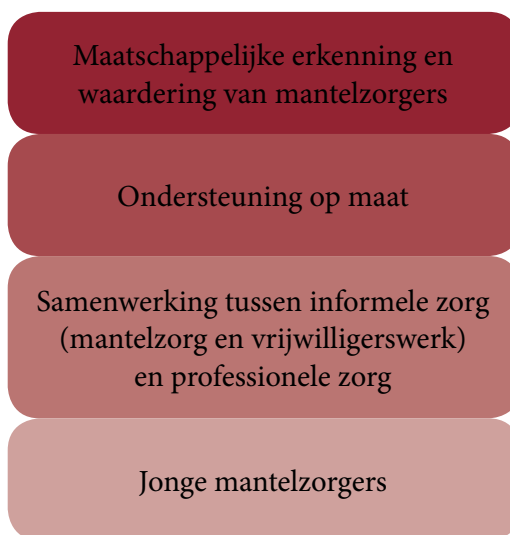 Maatschappelijke erkenning en
waardering van mantelzorgers
Ondersteuning op maat
Samenwerking tussen informele zorg
(mantelzorg en vrijwilligerswerk)
en professionele zorg
Jonge mantelzorgers